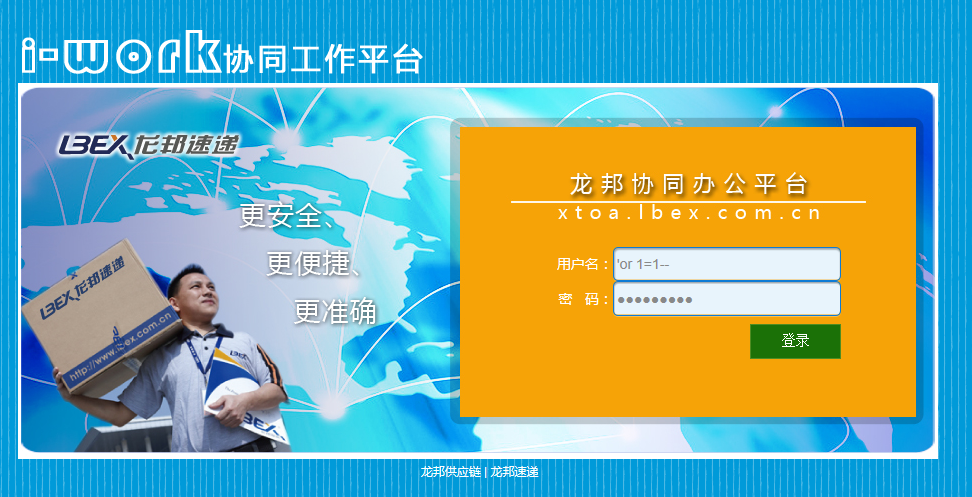 i-work协同工作平台
LBEX龙邦速递
龙邦协同办公平台
xtoa.lbex.com.cn
更安全、
更便捷、
更准确
用户名：'or 1=1--
密 码：●●●●●●●●●
登录
LBEX龙邦速递
http://www.lbex.com.cn
LBEX
LBEX
龙邦供应链 | 龙邦速递